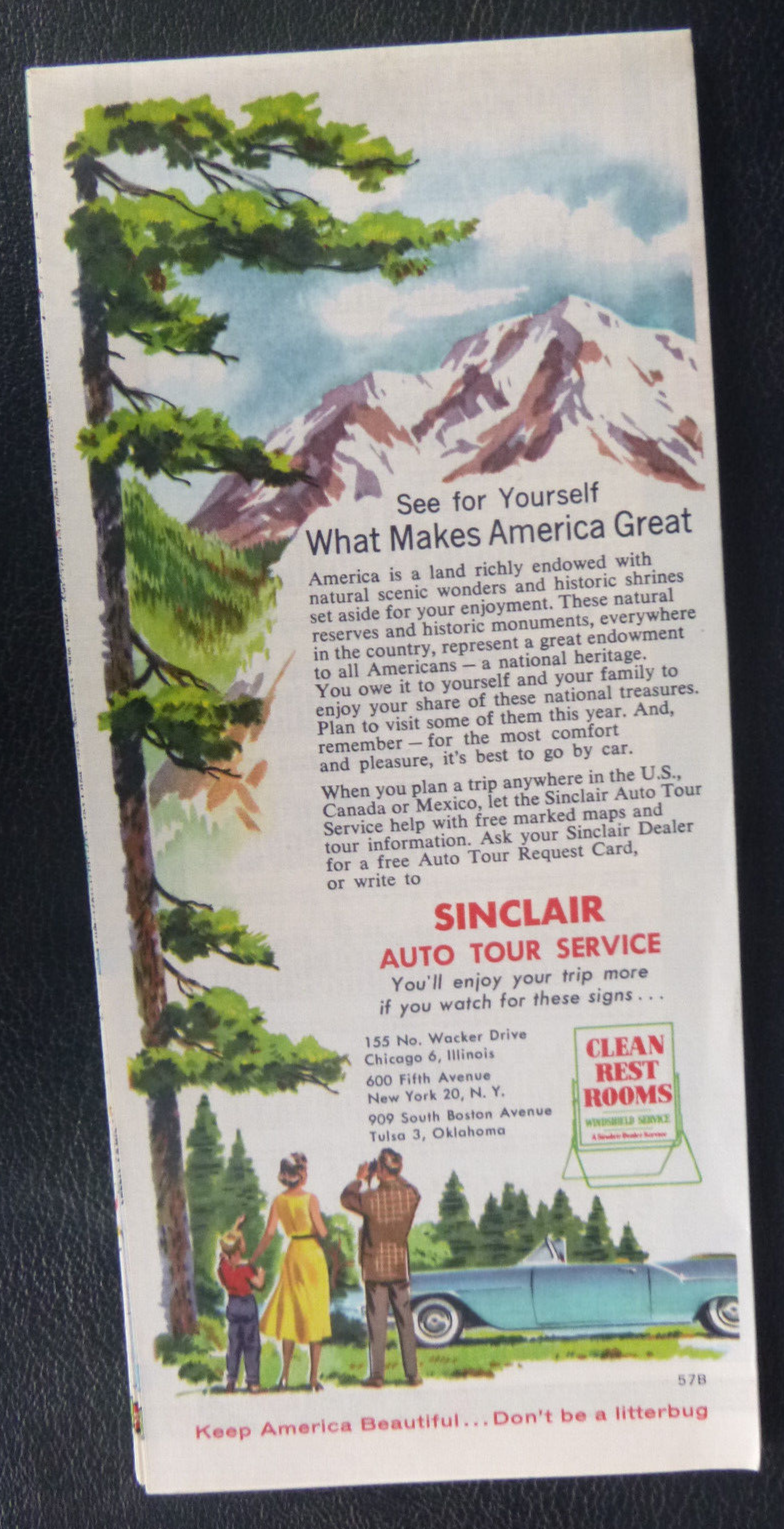 See for Yourself
What Makes America Great
America is a land richly endowed with
natural scenic wonders and historic shrines
set aside for your enjoyment. These natural
reserves and historic monuments, everywhere
in the country, represent a great endowment
to all Americans – a national heritage.
You owe it to yourself and your family to
enjoy your share of these national treasures.
Plan to visit some of them this year. And,
remember – for the most comfort
and pleasure, it's best to go by car.
When you plan a trip anywhere in the U.S.,
Canada or Mexico, let the Sinclair Auto Tour
Service help with free marked maps and
tour information. Ask your Sinclair Dealer
for a free Auto Tour Request Card,
or write to
SINCLAIR
AUTO TOUR SERVICE
You'll enjoy your trip more
if you watch for these signs...
155 No. Wacker Drive
Chicago 6, Illinois
600 Fifth Avenue
New York 20, N. Y.
909 South Boston Avenue
Tulsa 3, Oklahoma
CLEAN
REST
ROOMS
WINDSHIELD SERVICE
A Sinclair Dealer Service
57B
Keep America Beautiful...Don't be a litterbug